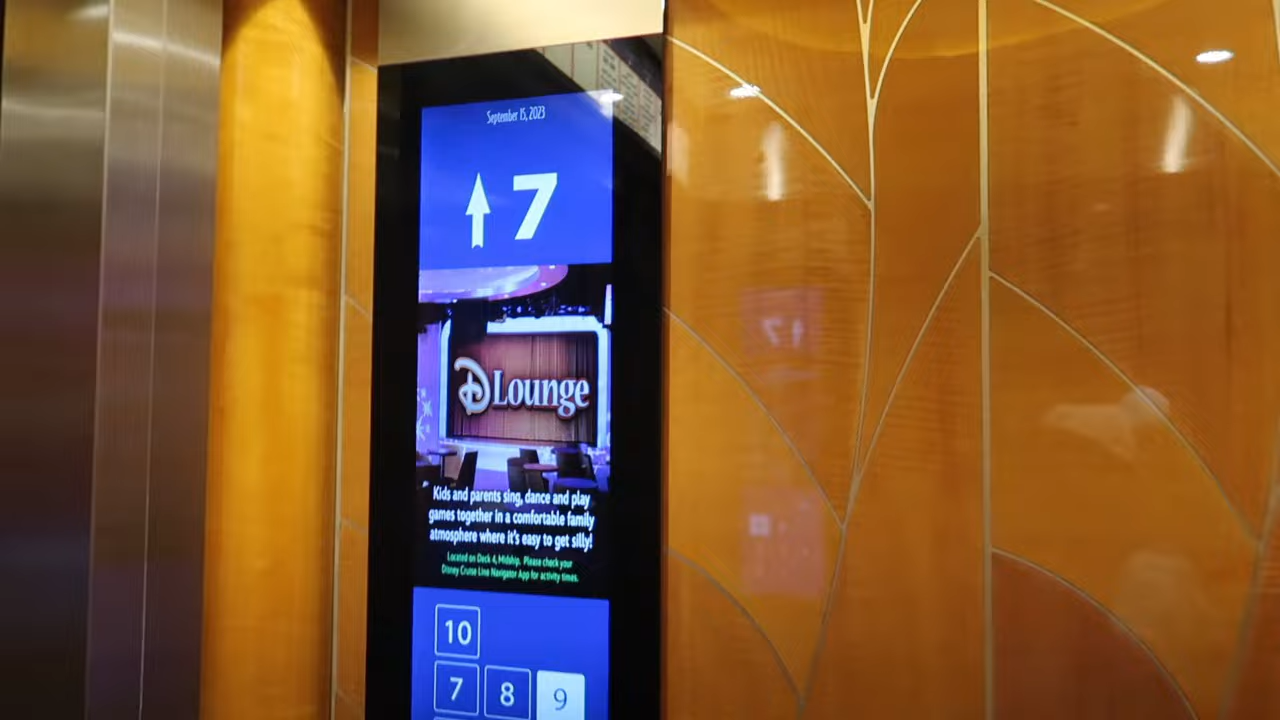 September 15, 2023
7
D Lounge
Kids and parents sing, dance and play
games together in a comfortable family
atmosphere where it's easy to get silly!
Located on Deck 4, Midship. Please check your
Disney Cruise Line Navigator App for activity times.
10
7 8 9